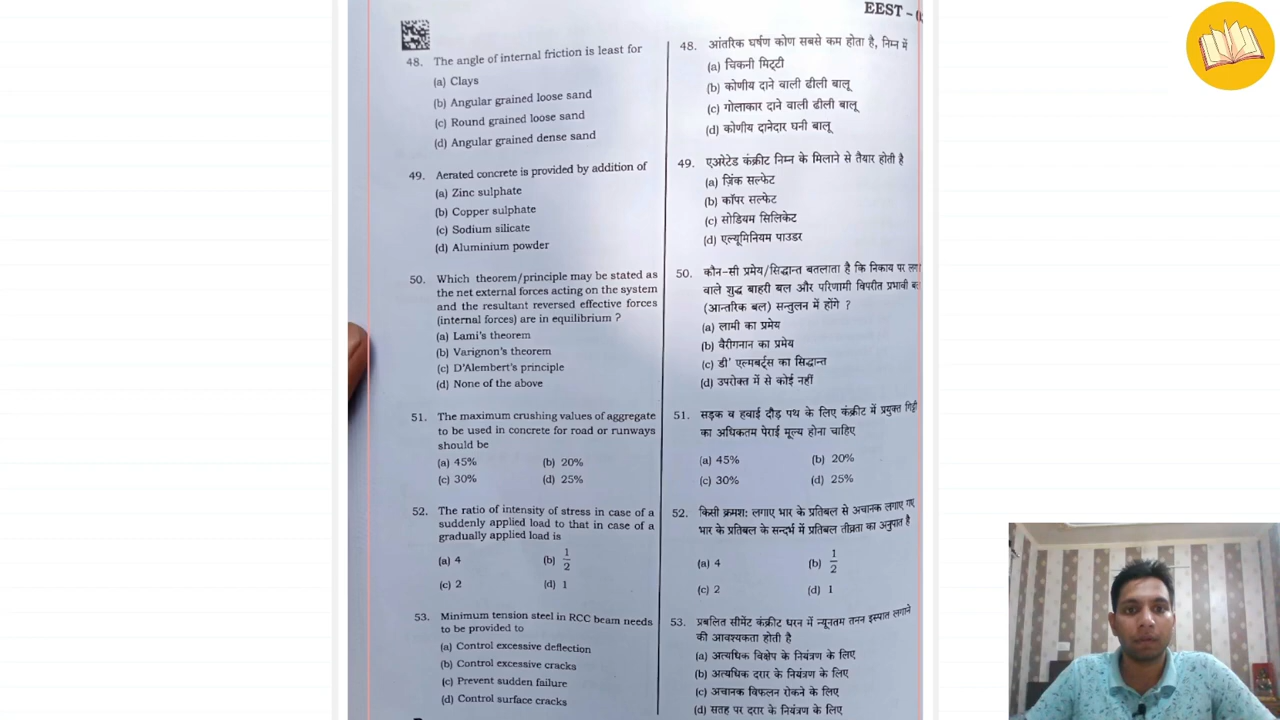 EEST –
48. The angle of internal friction is least for
(a) Clays
(b) Angular grained loose sand
(c) Round grained loose sand
(d) Angular grained dense sand
49. Aerated concrete is provided by addition of
(a) Zinc sulphate
(b) Copper sulphate
(c) Sodium silicate
(d) Aluminium powder
50. Which theorem/principle may be stated as
the net external forces acting on the system
and the resultant reversed effective forces
(internal forces) are in equilibrium ?
(a) Lami's theorem
(b) Varignon's theorem
(c) D'Alembert's principle
(d) None of the above
51. The maximum crushing values of aggregate
to be used in concrete for road or runways
should be
(a) 45% (b) 20%
(c) 30% (d) 25%
52. The ratio of intensity of stress in case of a
suddenly applied load to that in case of a
gradually applied load is
(a) 4 (b) 1/2
(c) 2 (d) 1
53. Minimum tension steel in RCC beam needs
to be provided to
(a) Control excessive deflection
(b) Control excessive cracks
(c) Prevent sudden failure
(d) Control surface cracks
48. आंतरिक घर्षण कोण सबसे कम होता है, निम्न में
(a) चिकनी मिट्टी
(b) कोणीय दाने वाली ढीली बालू
(c) गोलाकार दाने वाली ढीली बालू
(d) कोणीय दानेदार घनी बालू
49. एअरेटेड कंक्रीट निम्न के मिलाने से तैयार होती है
(a) ज़िंक सल्फेट
(b) कॉपर सल्फेट
(c) सोडियम सिलिकेट
(d) एल्यूमिनियम पाउडर
50. कौन-सी प्रमेय/सिद्धान्त बतलाता है कि निकाय पर
वाले शुद्ध बाहरी बल और परिणामी विपरीत प्रभावी
(आन्तरिक बल) सन्तुलन में होंगे ?
(a) लामी का प्रमेय
(b) वैरीगनान का प्रमेय
(c) डी' एल्मबर्ट्स का सिद्धान्त
(d) उपरोक्त में से कोई नहीं
51. सड़क व हवाई दौड़ पथ के लिए कंक्रीट में प्रयुक्त गिट्टी
का अधिकतम पेराई मूल्य होना चाहिए
(a) 45% (b) 20%
(c) 30% (d) 25%
52. किसी क्रमश: लगाए भार के प्रतिबल से अचानक लगाए गए
भार के प्रतिबल के सन्दर्भ में प्रतिबल तीव्रता का अनुपात है
(a) 4 (b) 1/2
(c) 2 (d) 1
53. प्रबलित सीमेंट कंक्रीट धरन में न्यूनतम तनन इस्पात लगाने
की आवश्यकता होती है
(a) अत्यधिक विक्षेप के नियंत्रण के लिए
(b) अत्यधिक दरार के नियंत्रण के लिए
(c) अचानक विफलन रोकने के लिए
(d) सतह पर दरार के नियंत्रण के लिए